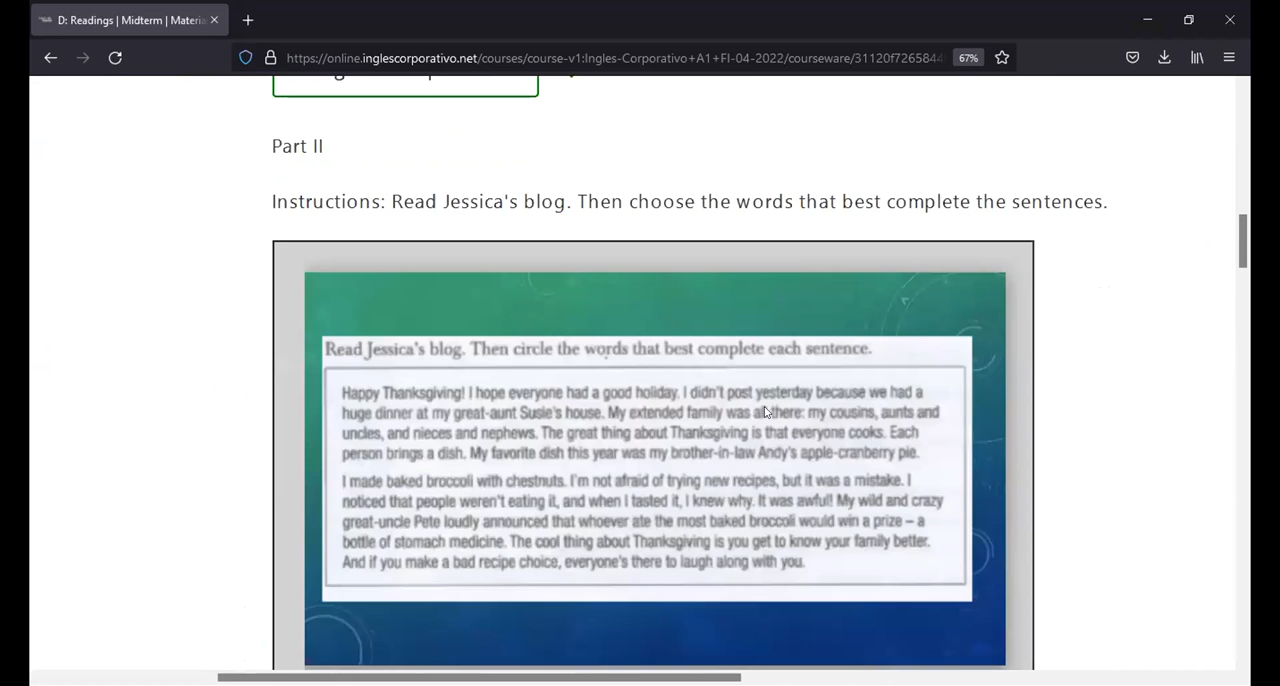 D: Readings | Midterm | Materia
https://online.inglescorporativo.net/courses/course-v1:Ingles-Corporativo+A1+FI-04-2022/courseware/31120f7265844
67%
Part II
Instructions: Read Jessica's blog. Then choose the words that best complete the sentences.
Read Jessica's blog. Then circle the words that best complete each sentence.
Happy Thanksgiving! I hope everyone had a good holiday. I didn't post yesterday because we had a
huge dinner at my great-aunt Susie's house. My extended family was all there: my cousins, aunts and
uncles, and nieces and nephews. The great thing about Thanksgiving is that everyone cooks. Each
person brings a dish. My favorite dish this year was my brother-in-law Andy's apple-cranberry pie.
I made baked broccoli with chestnuts. I'm not afraid of trying new recipes, but it was a mistake. I
noticed that people weren't eating it, and when I tasted it, I knew why. It was awful! My wild and crazy
great-uncle Pete loudly announced that whoever ate the most baked broccoli would win a prize – a
bottle of stomach medicine. The cool thing about Thanksgiving is you get to know your family better.
And if you make a bad recipe choice, everyone's there to laugh along with you.